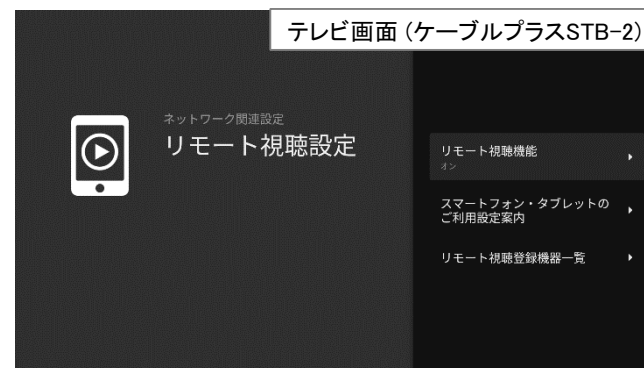 テレビ画面 (ケーブルプラスSTB-2)
ネットワーク関連設定
リモート視聴設定
リモート視聴機能
オン
スマートフォン・タブレットの
ご利用設定案内
リモート視聴登録機器一覧